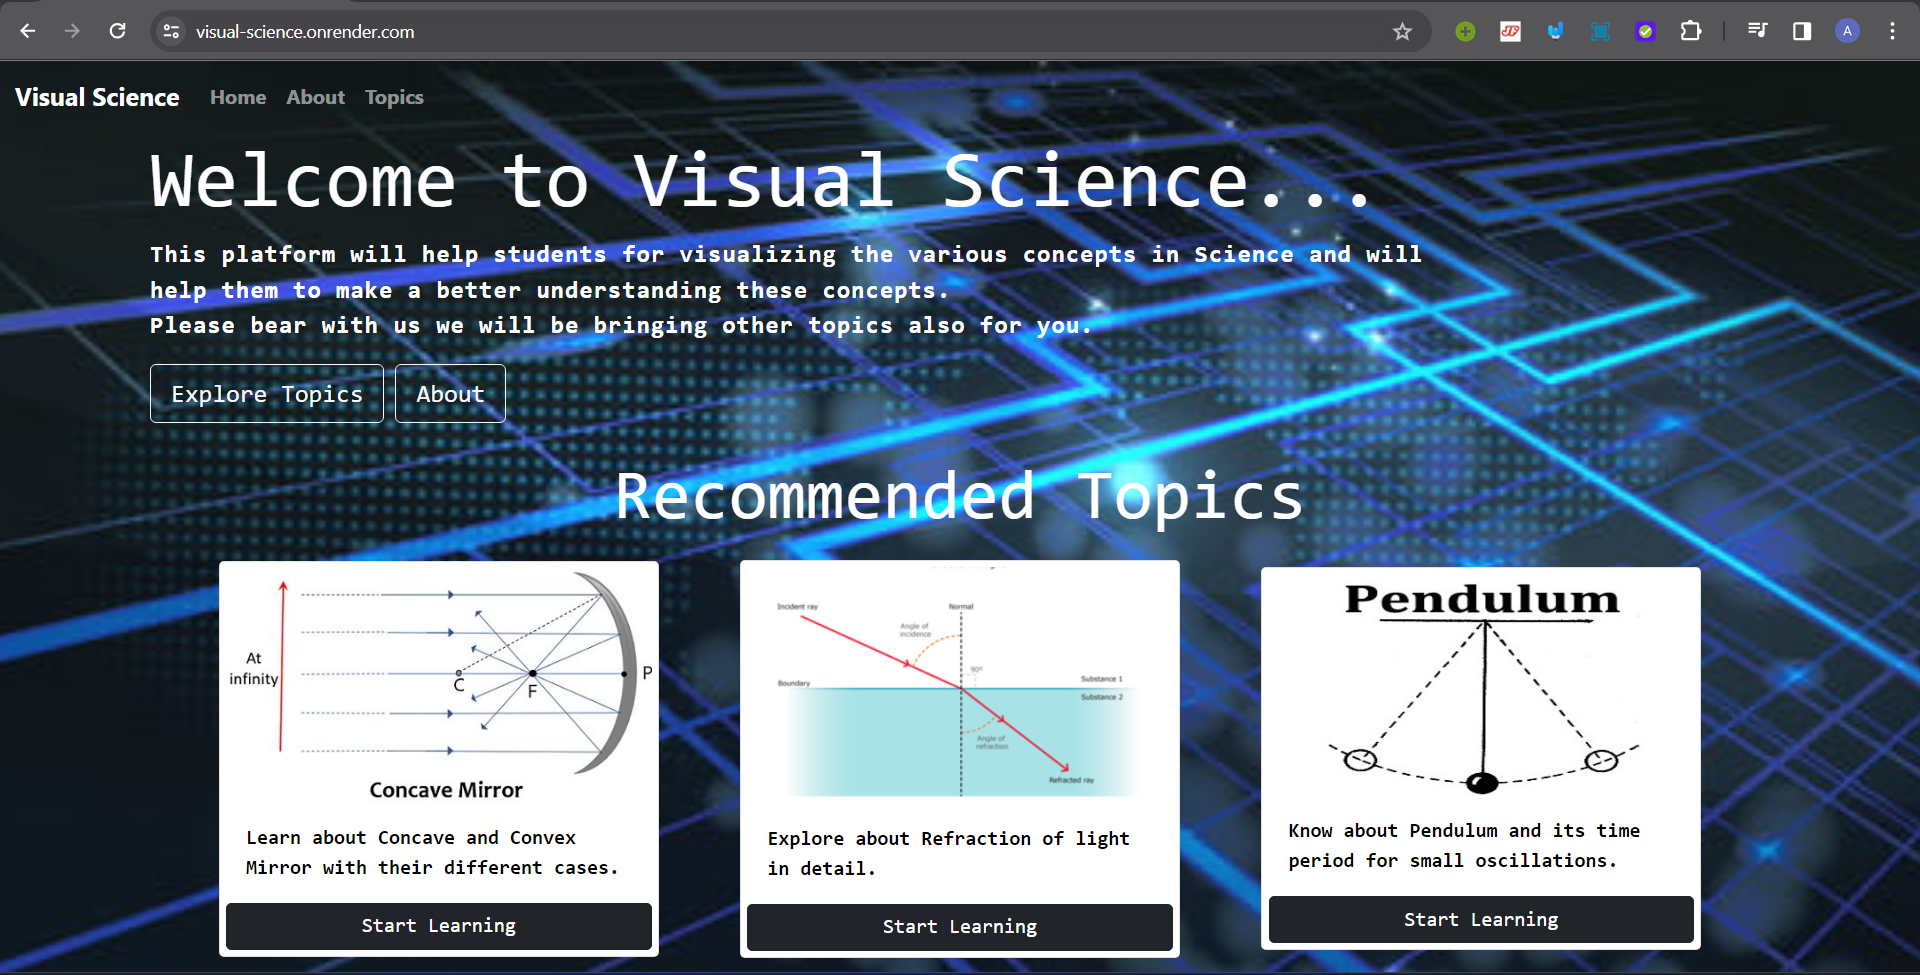 visual-science.onrender.com
A
Visual Science Home About Topics
Welcome to Visual Science...
This platform will help students for visualizing the various concepts in Science and will
help them to make a better understanding these concepts.
Please bear with us we will be bringing other topics also for you.
Explore Topics About
Recommended Topics
At
infinity
C
F
P
Concave Mirror
Learn about Concave and Convex
Mirror with their different cases.
Start Learning
Incident ray
Normal
Angle of
incidence
90º
Boundary
Substance 1
Substance 2
Angle of
refraction
Refracted ray
Explore about Refraction of light
in detail.
Start Learning
Pendulum
Know about Pendulum and its time
period for small oscillations.
Start Learning